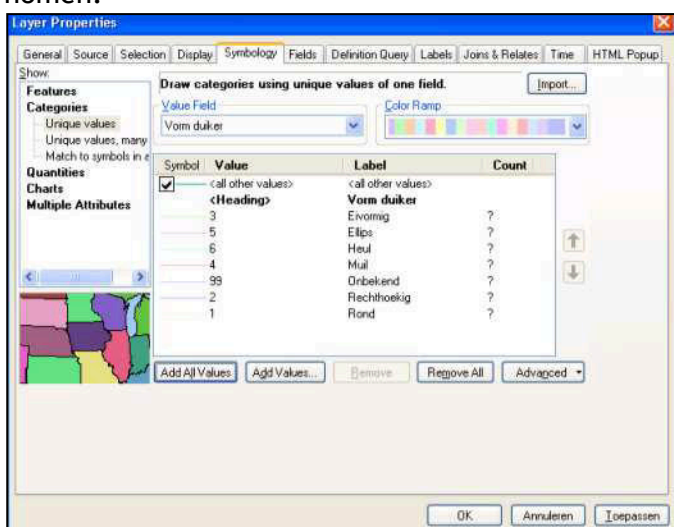 nomen.
Layer Properties
General Source Selection Display Symbology Fields Definition Query Labels Joins & Relates Time HTML Popup
Show:
Features
Categories
Unique values
Unique values, many
Match to symbols in a
Quantities
Charts
Multiple Attributes
Draw categories using unique values of one field.
Import...
Value Field
Color Ramp
Vorm duiker
Symbol Value Label Count
<all other values> <all other values>
<Heading> Vorm duiker
3 Eivormig ?
5 Ellips ?
6 Heul ?
4 Muil ?
99 Onbekend ?
2 Rechthoekig ?
1 Rond ?
Add All Values Add Values... Remove Remove All Advanced
OK Annuleren Toepassen